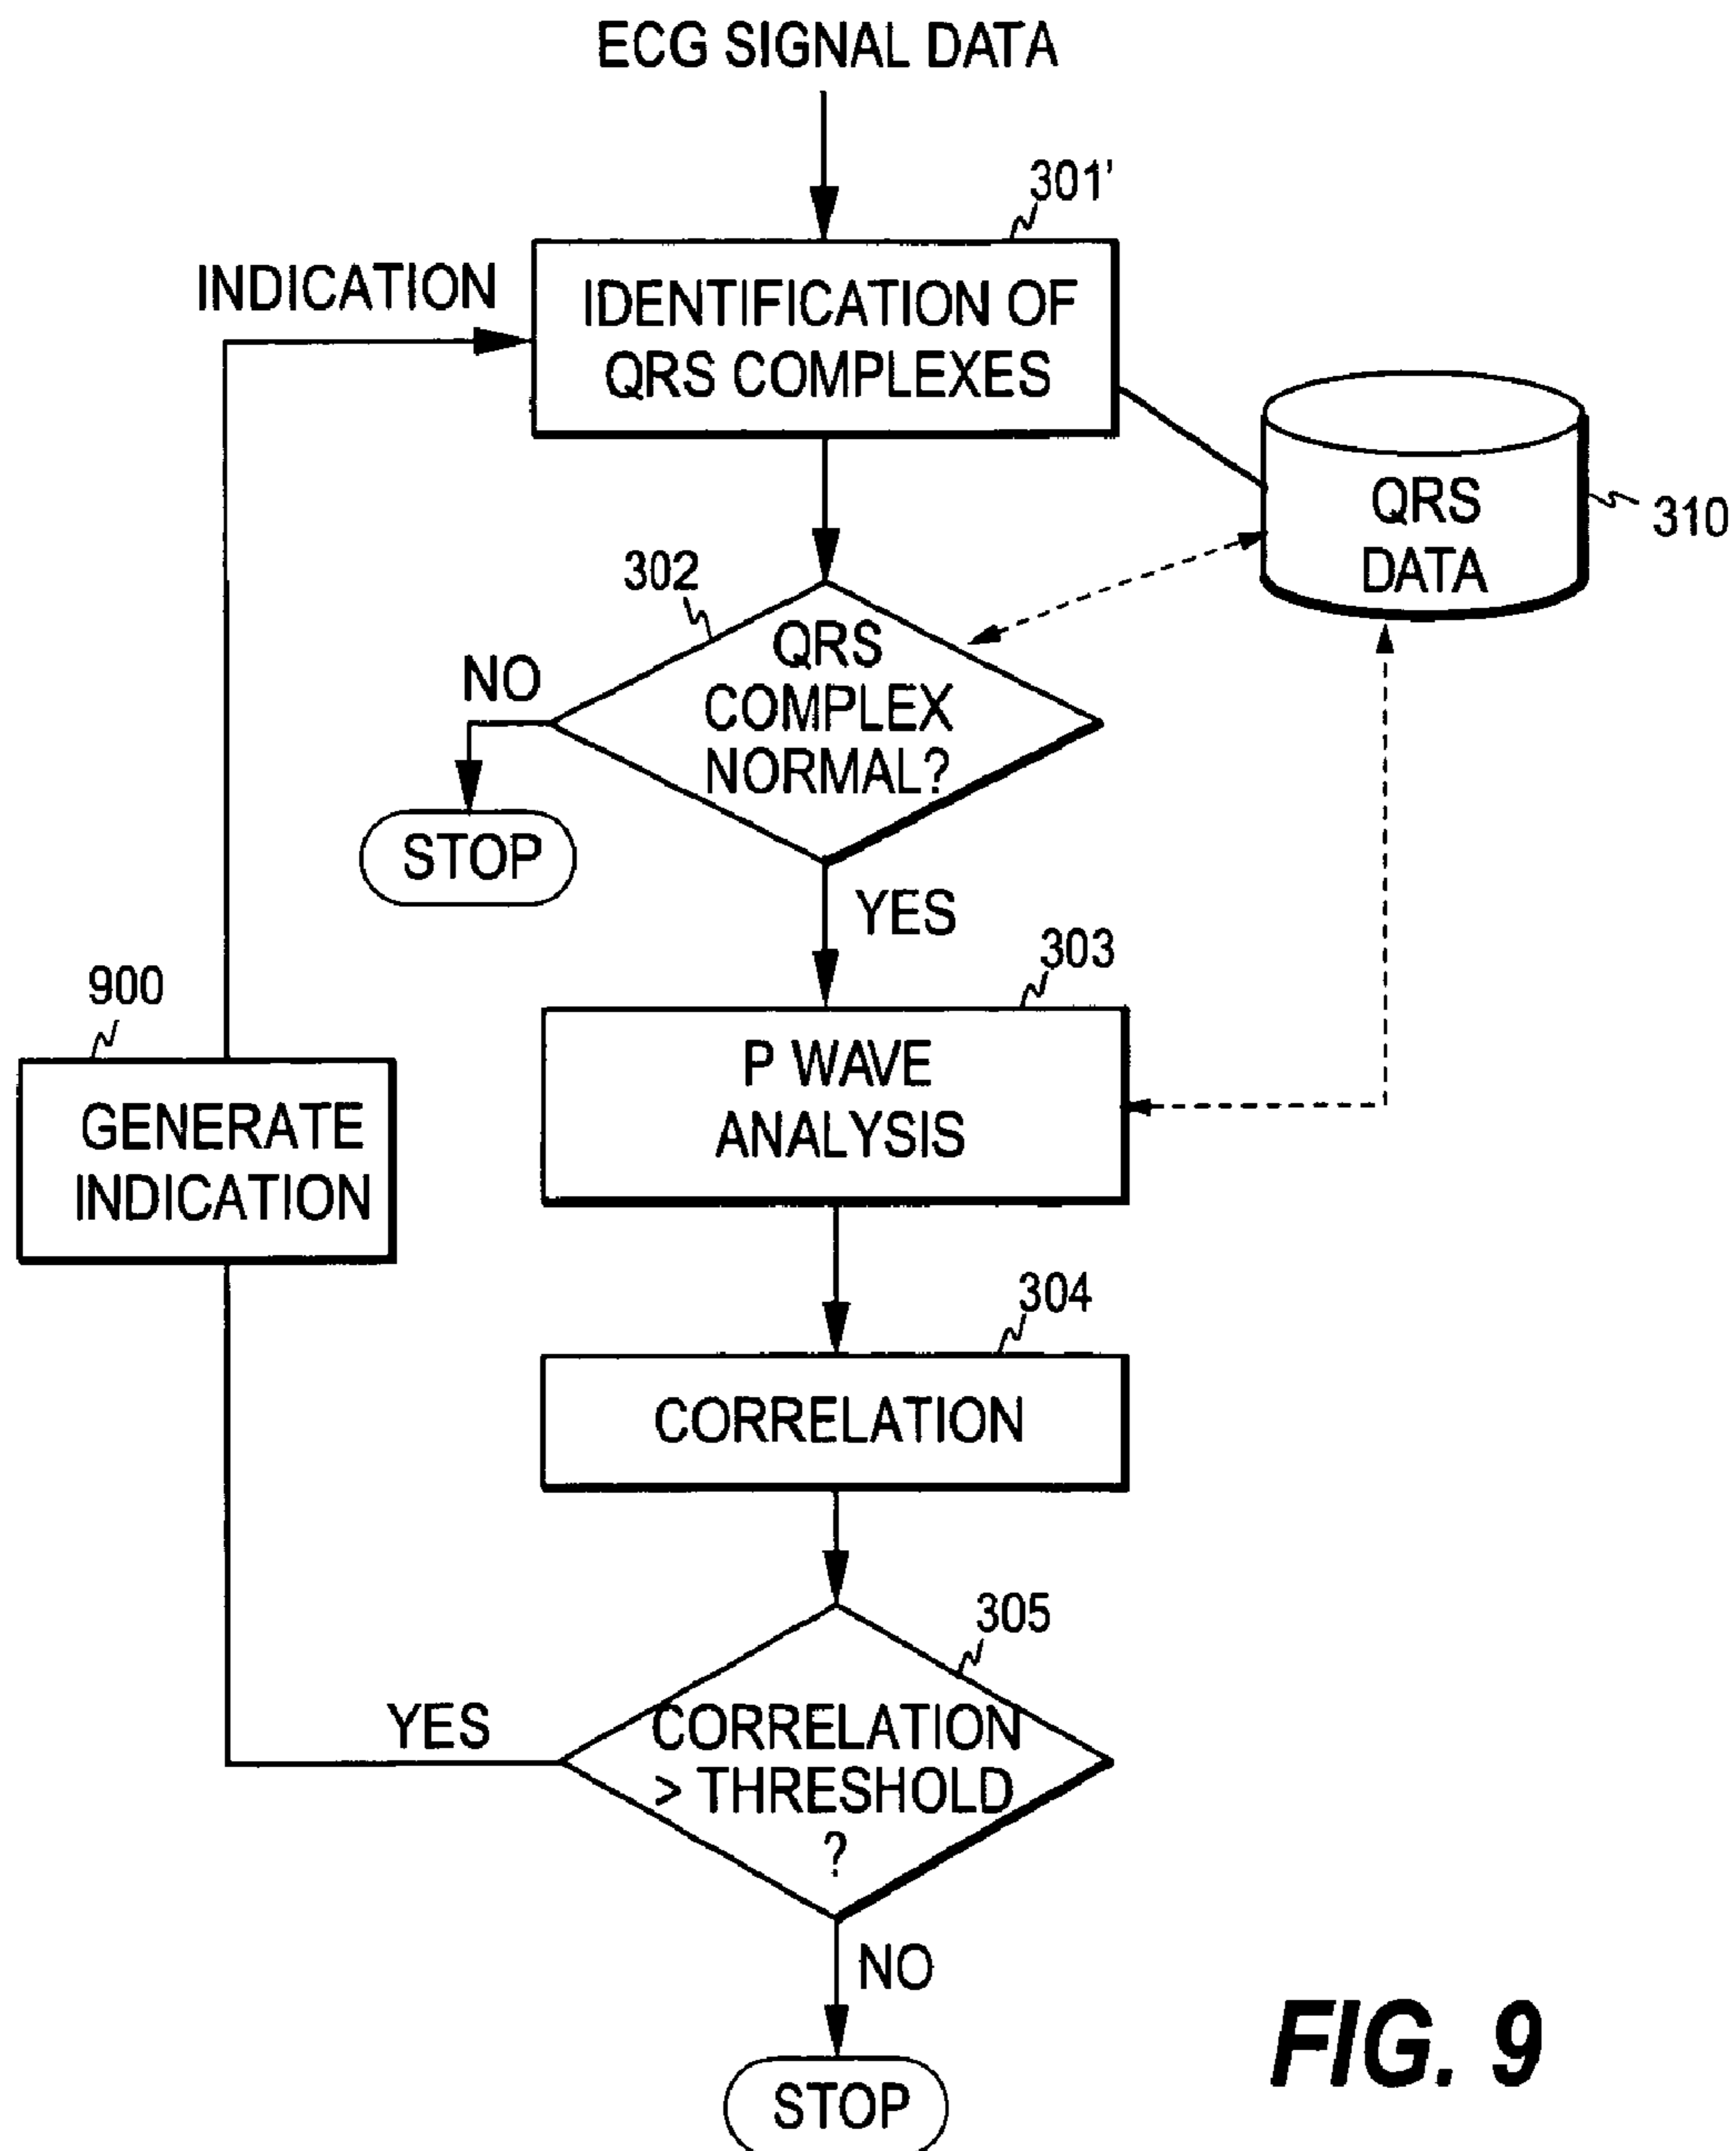 ECG SIGNAL DATA
301'
INDICATION
IDENTIFICATION OF
QRS COMPLEXES
QRS
DATA
310
302
QRS
COMPLEX
NORMAL?
NO
STOP
YES
303
900
P WAVE
ANALYSIS
GENERATE
INDICATION
304
CORRELATION
305
YES
CORRELATION
> THRESHOLD
?
NO
STOP
FIG. 9